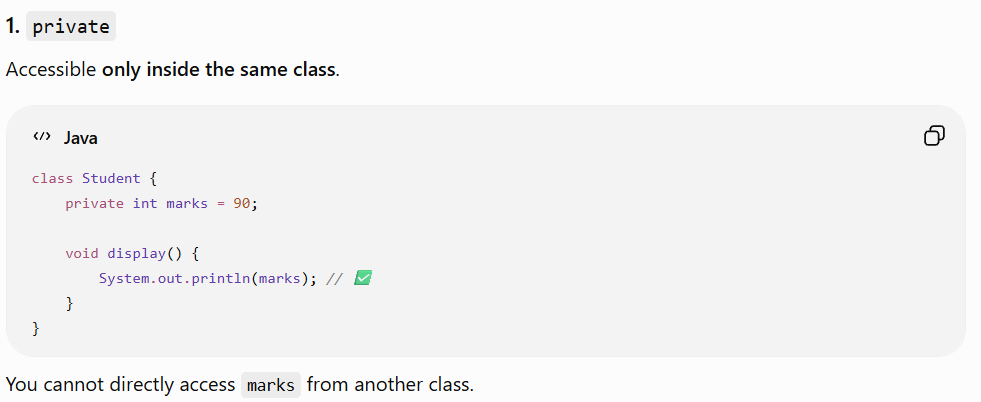 1. private
Accessible only inside the same class.
Java
class Student {
    private int marks = 90;

    void display() {
        System.out.println(marks); // ✅
    }
}
You cannot directly access marks from another class.